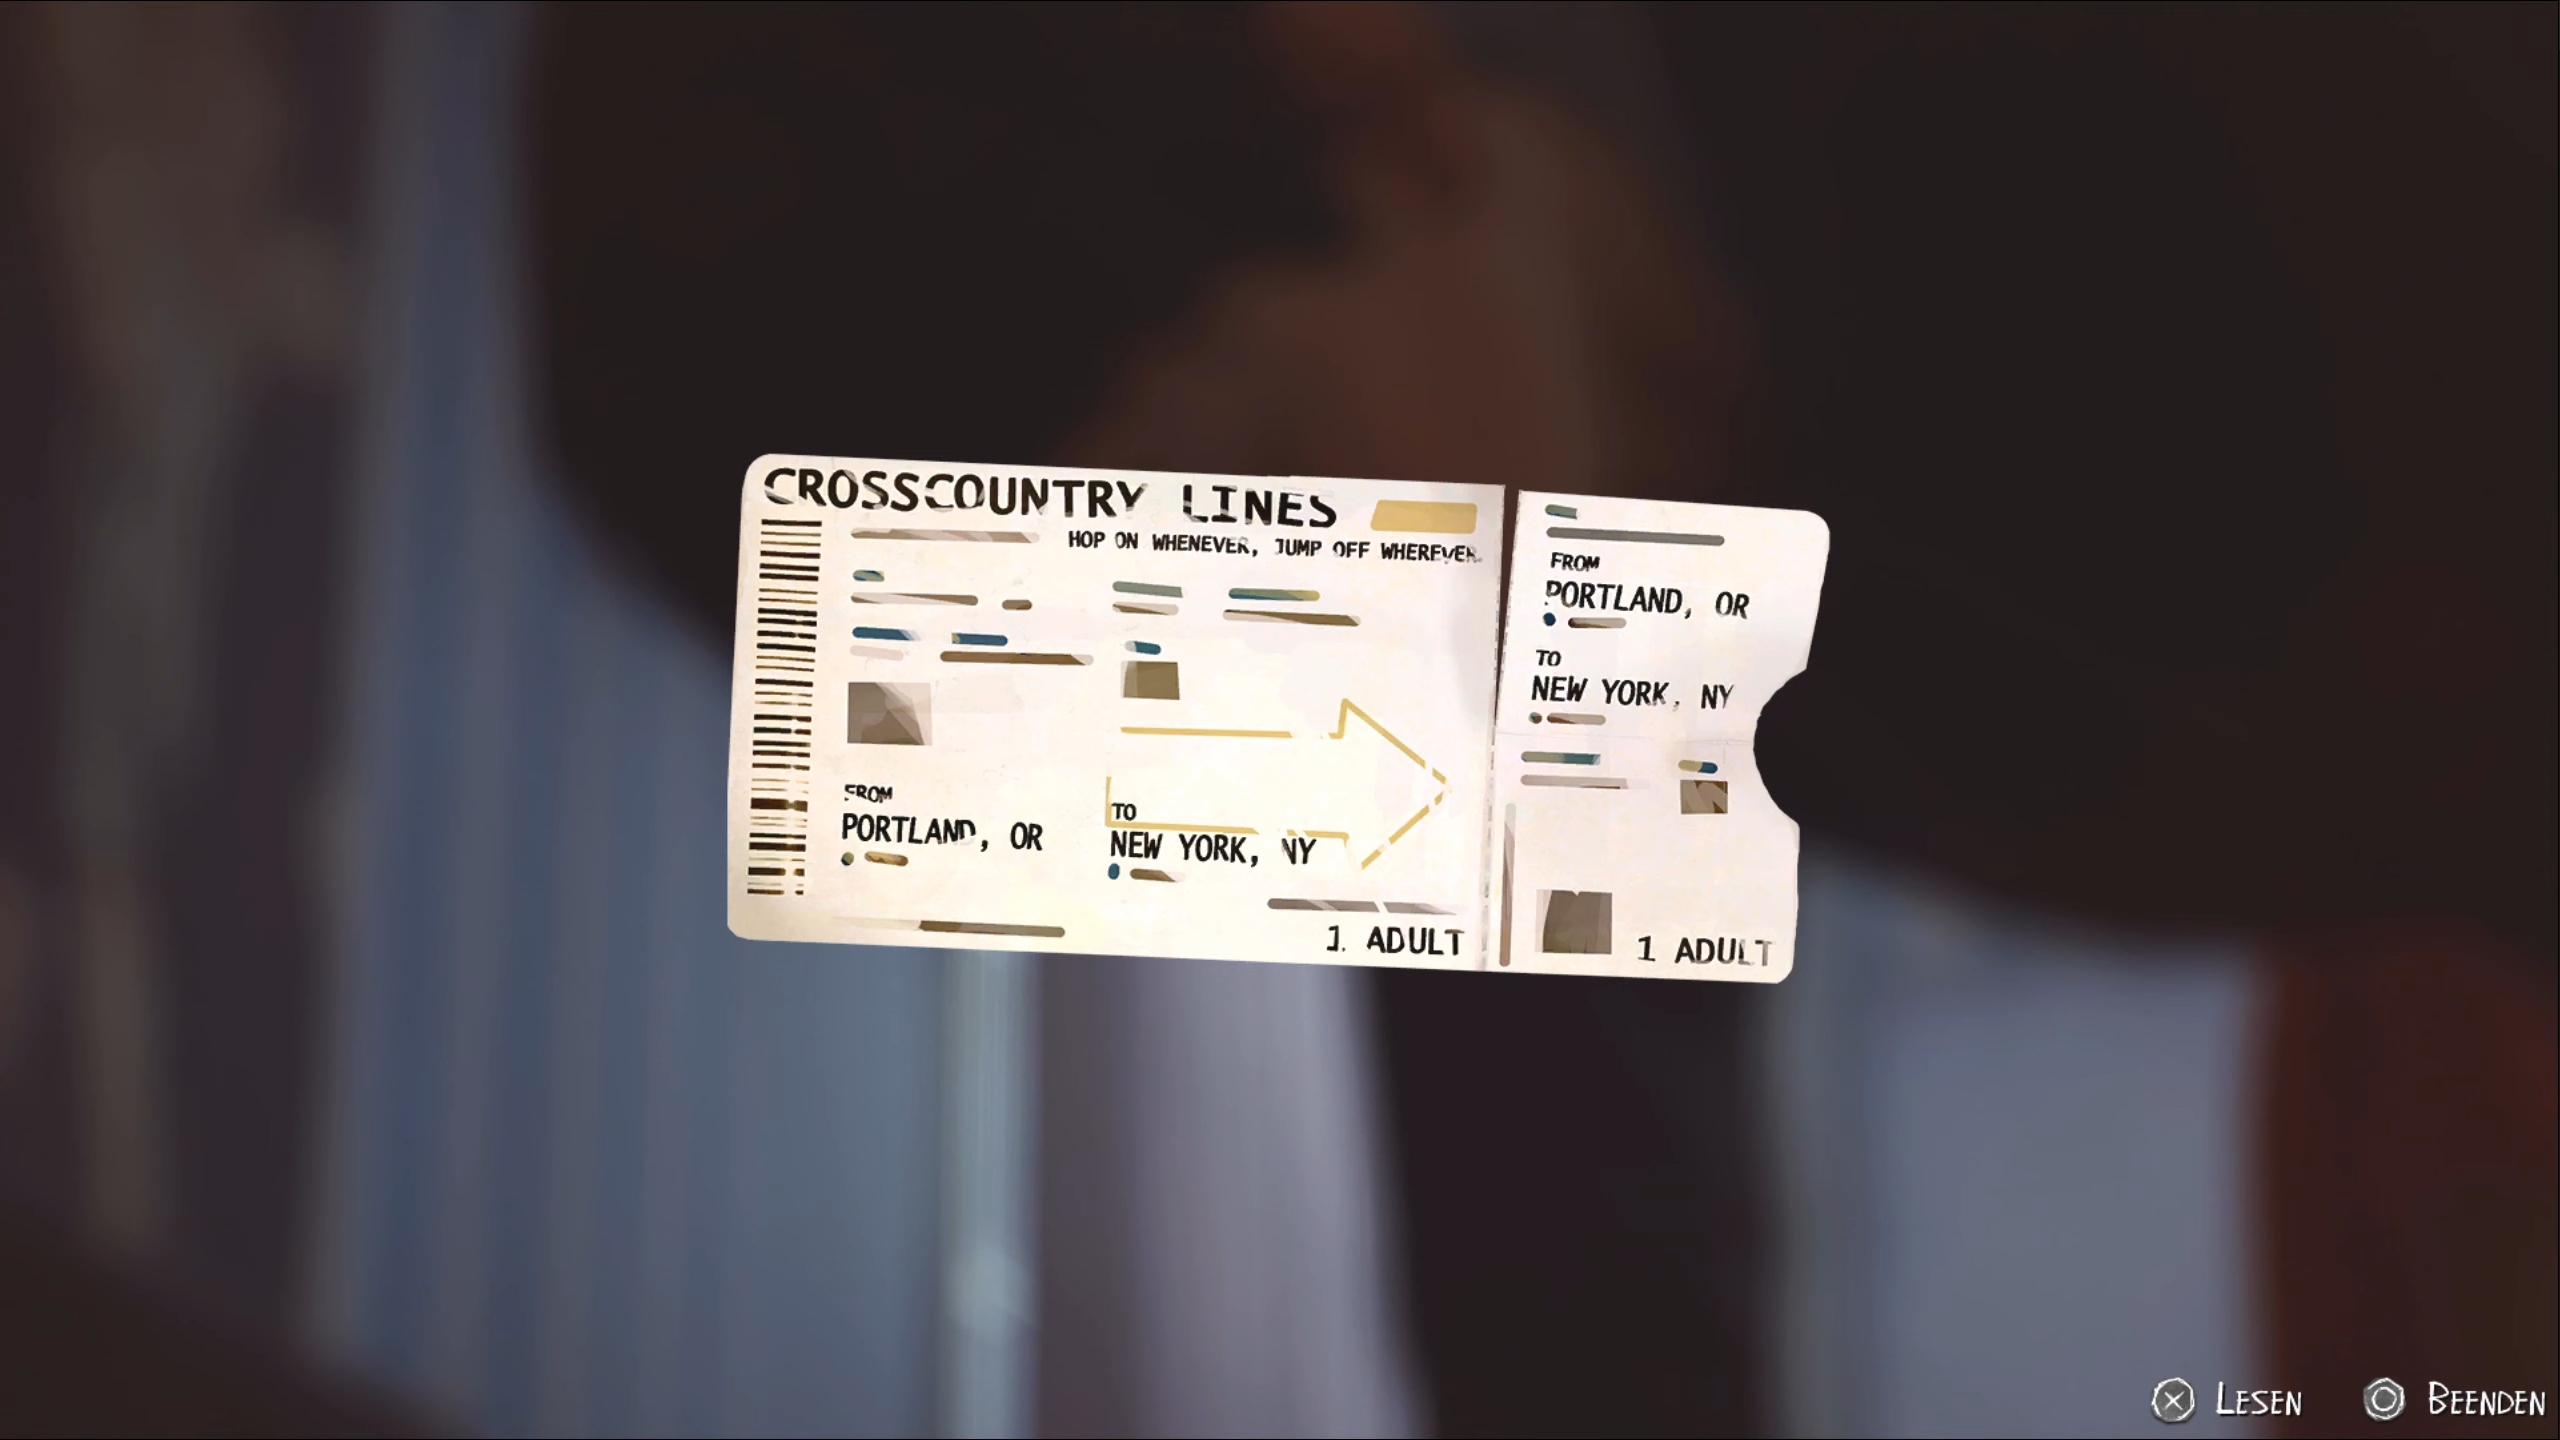 CROSSCOUNTRY LINES
HOP ON WHENEVER, JUMP OFF WHEREVER.
FROM
PORTLAND, OR
TO
NEW YORK, NY
1 ADULT
FROM
PORTLAND, OR
TO
NEW YORK, NY
1 ADULT
LESEN
BEENDEN